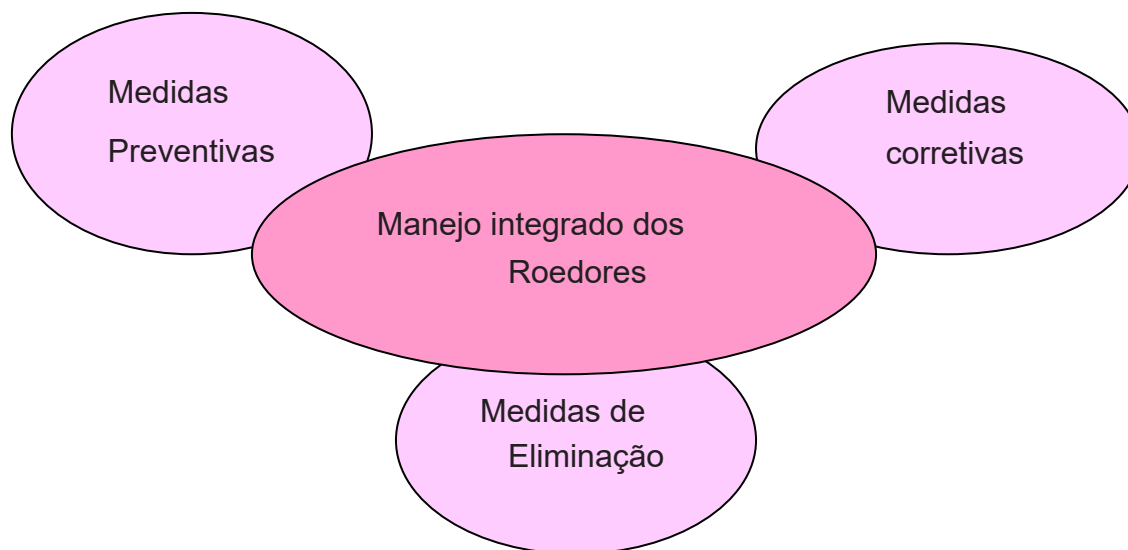 Medidas
Preventivas
Medidas
corretivas
Manejo integrado dos
Roedores
Medidas de
Eliminação